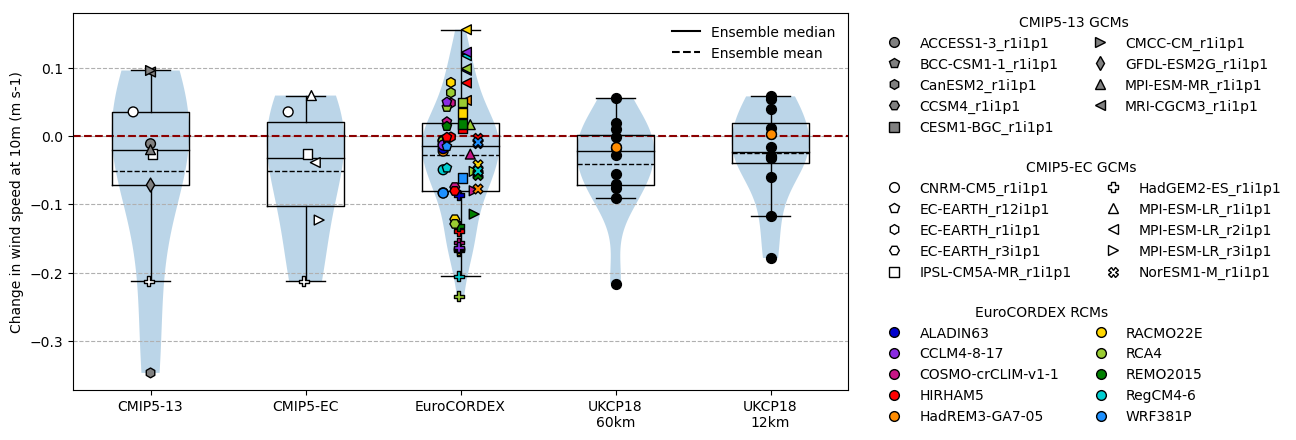 Change in wind speed at 10m (m s-1)
0.1
0.0
−0.1
−0.2
−0.3
CMIP5-13
CMIP5-EC
EuroCORDEX
UKCP18
60km
UKCP18
12km
Ensemble median
Ensemble mean
CMIP5-13 GCMs
ACCESS1-3_r1i1p1
BCC-CSM1-1_r1i1p1
CanESM2_r1i1p1
CCSM4_r1i1p1
CESM1-BGC_r1i1p1
CMCC-CM_r1i1p1
GFDL-ESM2G_r1i1p1
MPI-ESM-MR_r1i1p1
MRI-CGCM3_r1i1p1
CMIP5-EC GCMs
CNRM-CM5_r1i1p1
EC-EARTH_r12i1p1
EC-EARTH_r1i1p1
EC-EARTH_r3i1p1
IPSL-CM5A-MR_r1i1p1
HadGEM2-ES_r1i1p1
MPI-ESM-LR_r1i1p1
MPI-ESM-LR_r2i1p1
MPI-ESM-LR_r3i1p1
NorESM1-M_r1i1p1
EuroCORDEX RCMs
ALADIN63
CCLM4-8-17
COSMO-crCLIM-v1-1
HIRHAM5
HadREM3-GA7-05
RACMO22E
RCA4
REMO2015
RegCM4-6
WRF381P